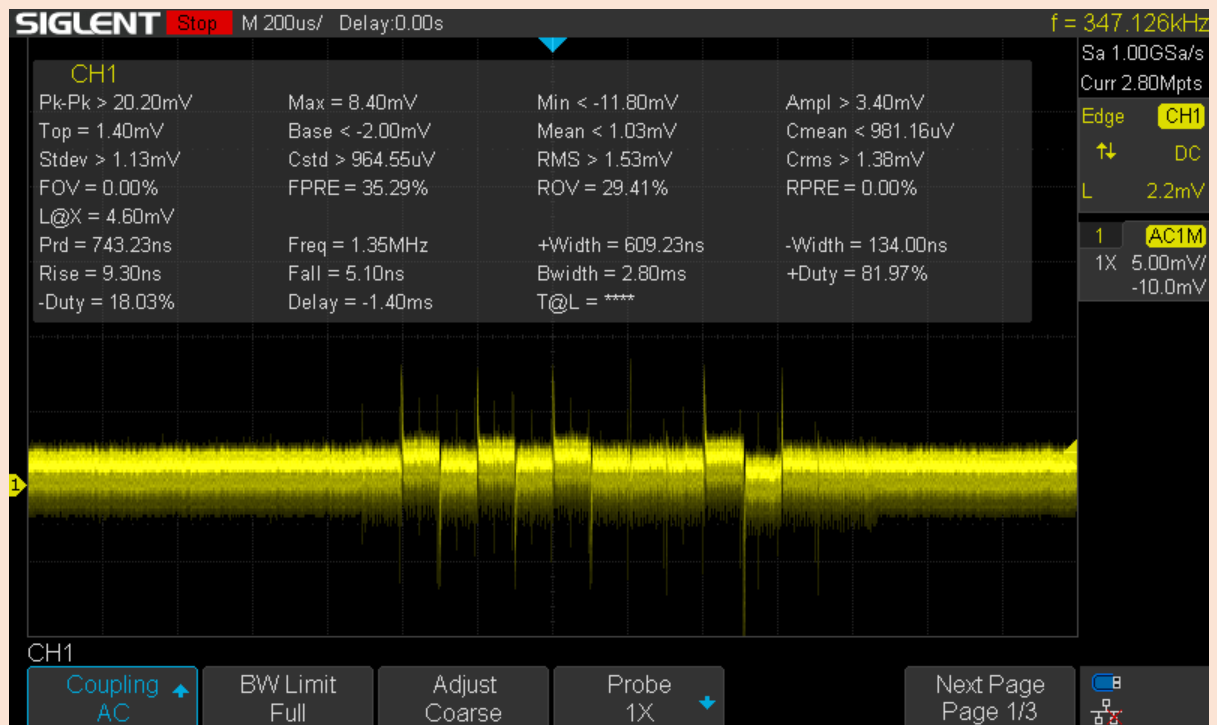 SIGLENT Stop M 200us/ Delay:0.00s f = 347.126kHz
Sa 1.00GSa/s
Curr 2.80Mpts
Edge CH1
DC
L 2.2mV
1 AC1M
1X 5.00mV/
-10.0mV
CH1
Pk-Pk > 20.20mV Max = 8.40mV Min < -11.80mV Ampl > 3.40mV
Top = 1.40mV Base < -2.00mV Mean < 1.03mV Cmean < 981.16uV
Stdev > 1.13mV Cstd > 964.55uV RMS > 1.53mV Crms > 1.38mV
FOV = 0.00% FPRE = 35.29% ROV = 29.41% RPRE = 0.00%
L@X = 4.60mV
Prd = 743.23ns Freq = 1.35MHz +Width = 609.23ns -Width = 134.00ns
Rise = 9.30ns Fall = 5.10ns Bwidth = 2.80ms +Duty = 81.97%
-Duty = 18.03% Delay = -1.40ms T@L = ****
1
CH1
Coupling BW Limit Adjust Probe Next Page
AC Full Coarse 1X Page 1/3